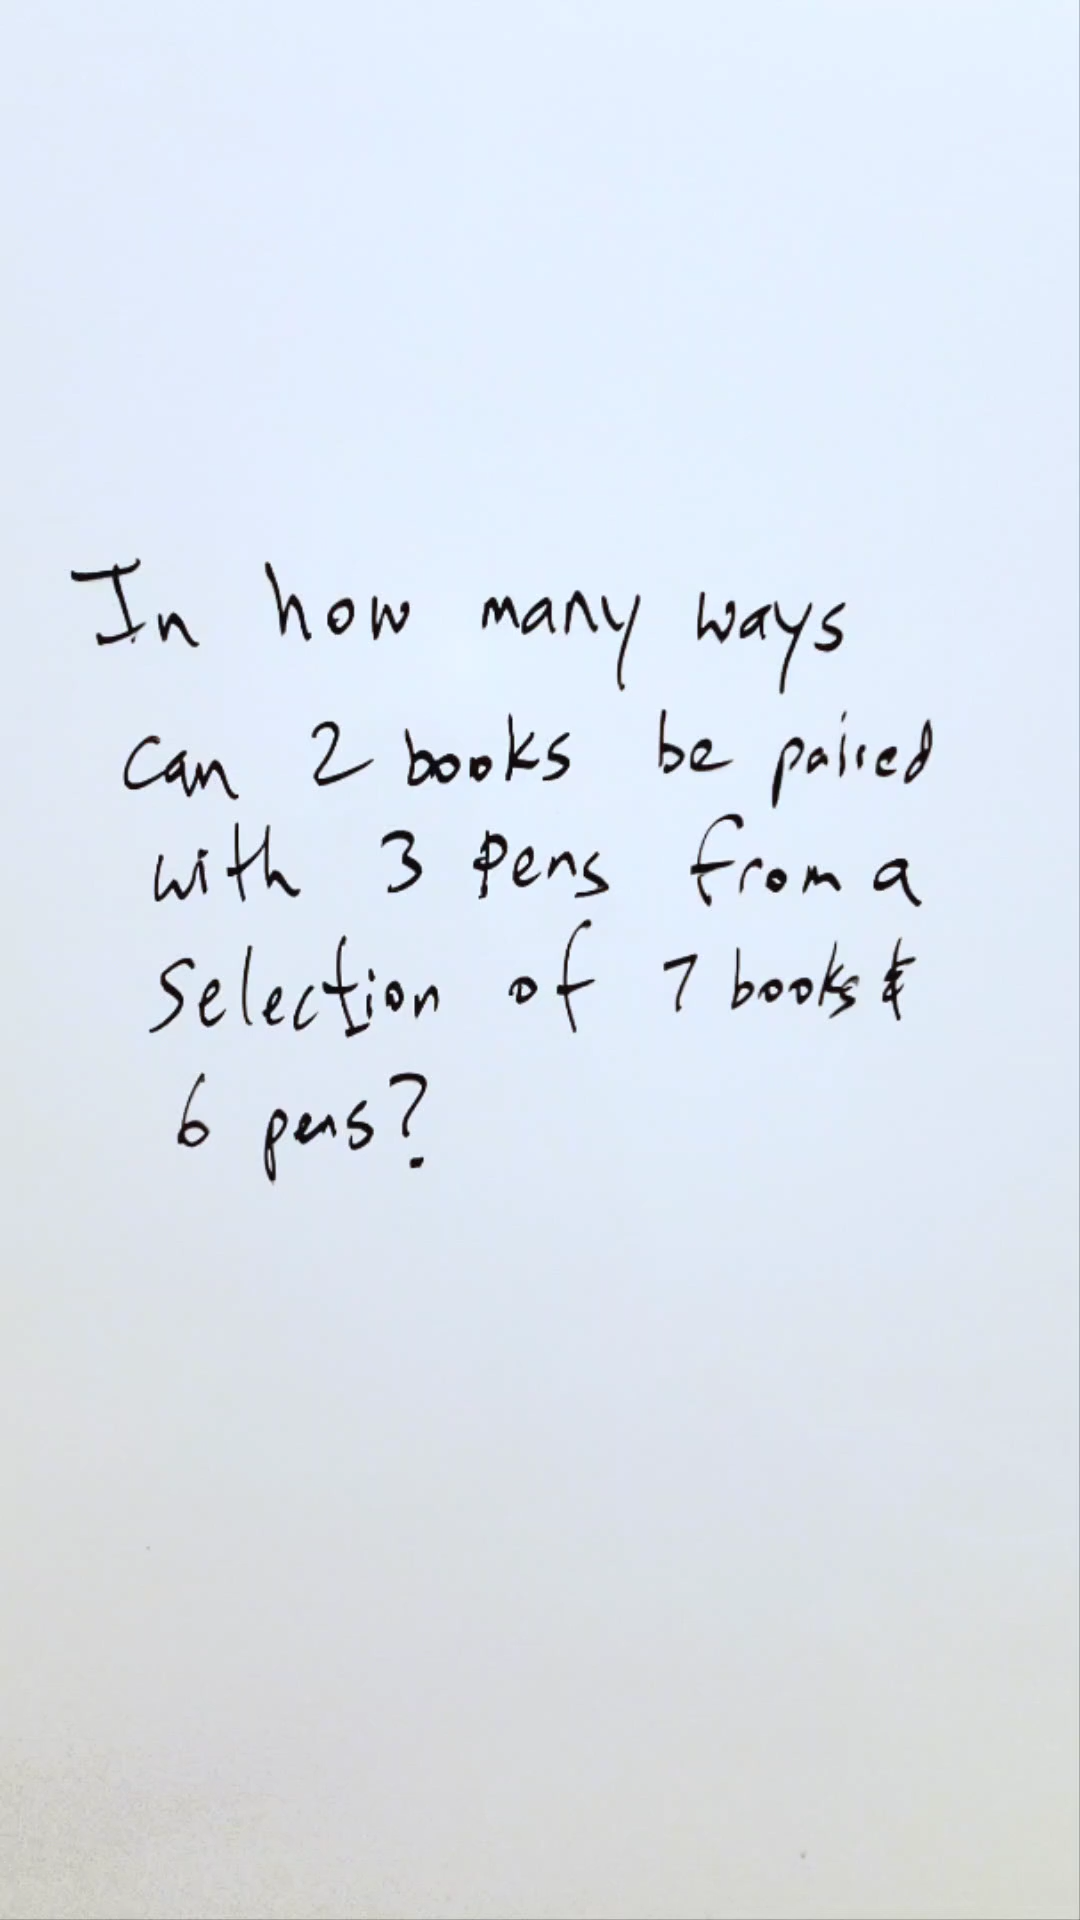 In how many ways
can 2 books be paired
with 3 pens from a
selection of 7 books &
6 pens?